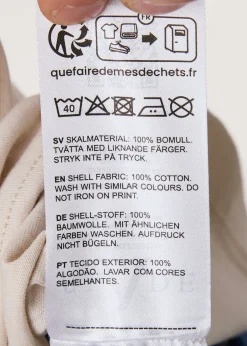 FR
quefairedemesdechets.fr
40
SV SKALMATERIAL: 100% BOMULL.
TVÄTTA MED LIKNANDE FÄRGER.
STRYK INTE PÅ TRYCK.
EN SHELL FABRIC: 100% COTTON.
WASH WITH SIMILAR COLOURS. DO
NOT IRON ON PRINT.
DE SHELL-STOFF: 100%
BAUMWOLLE. MIT ÄHNLICHEN
FARBEN WASCHEN. AUFDRUCK
NICHT BÜGELN.
PT TECIDO EXTERIOR: 100%
ALGODÃO. LAVAR COM CORES
SEMELHANTES.